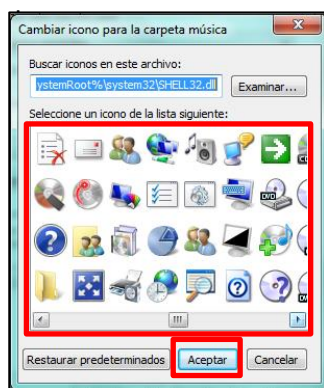 Cambiar icono para la carpeta música
Buscar iconos en este archivo:
ystemRoot%\system32\SHELL32.dll
Examinar...
Seleccione un icono de la lista siguiente:
Restaurar predeterminados
Aceptar
Cancelar